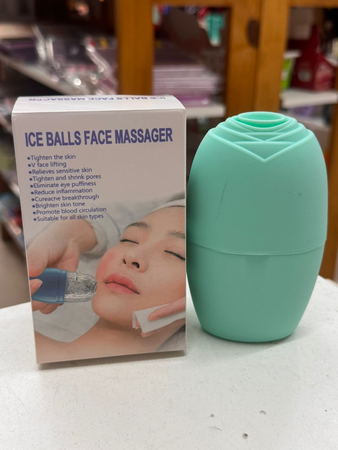 ICE BALLS FACE MASSAGER
ICE BALLS FACE MASSAGER
●Tighten the skin
●V face lifting
●Relieves sensitive skin
●Tighten and shrink pores
●Eliminate eye puffiness
●Reduce inflammation
●Cureacne breakthrough
●Brighten skin tone
●Promote blood circulation
●Suitable for all skin types